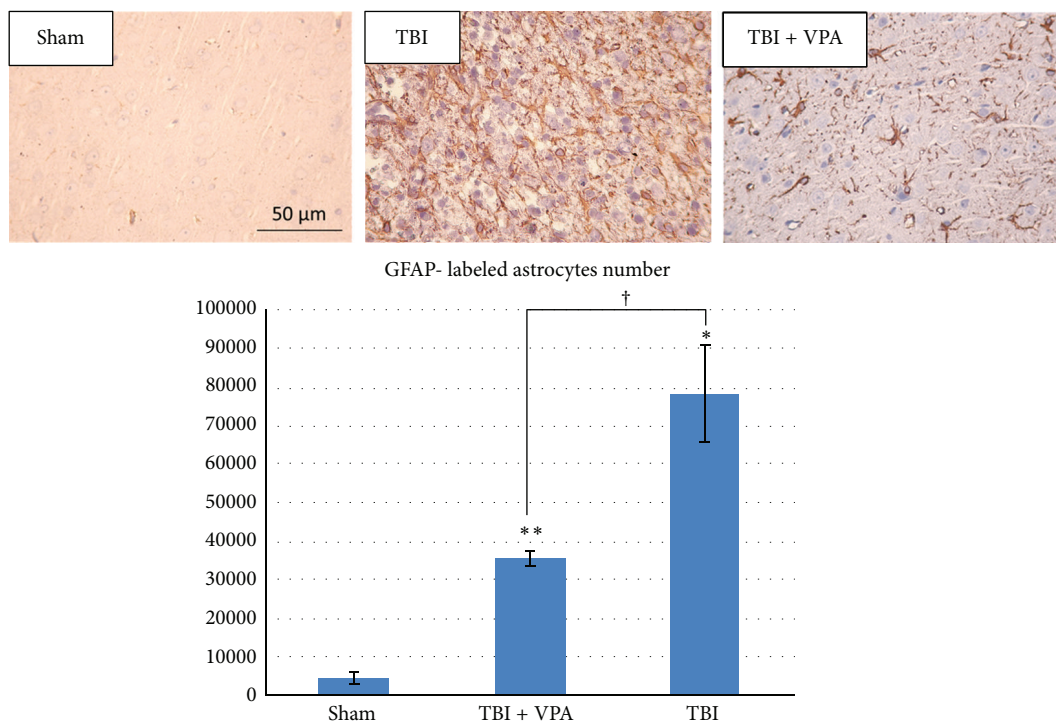 Sham
TBI
TBI + VPA
50 µm
GFAP- labeled astrocytes number
†
100000
*
90000
80000
70000
60000
50000
**
40000
30000
20000
10000
0
Sham
TBI + VPA
TBI